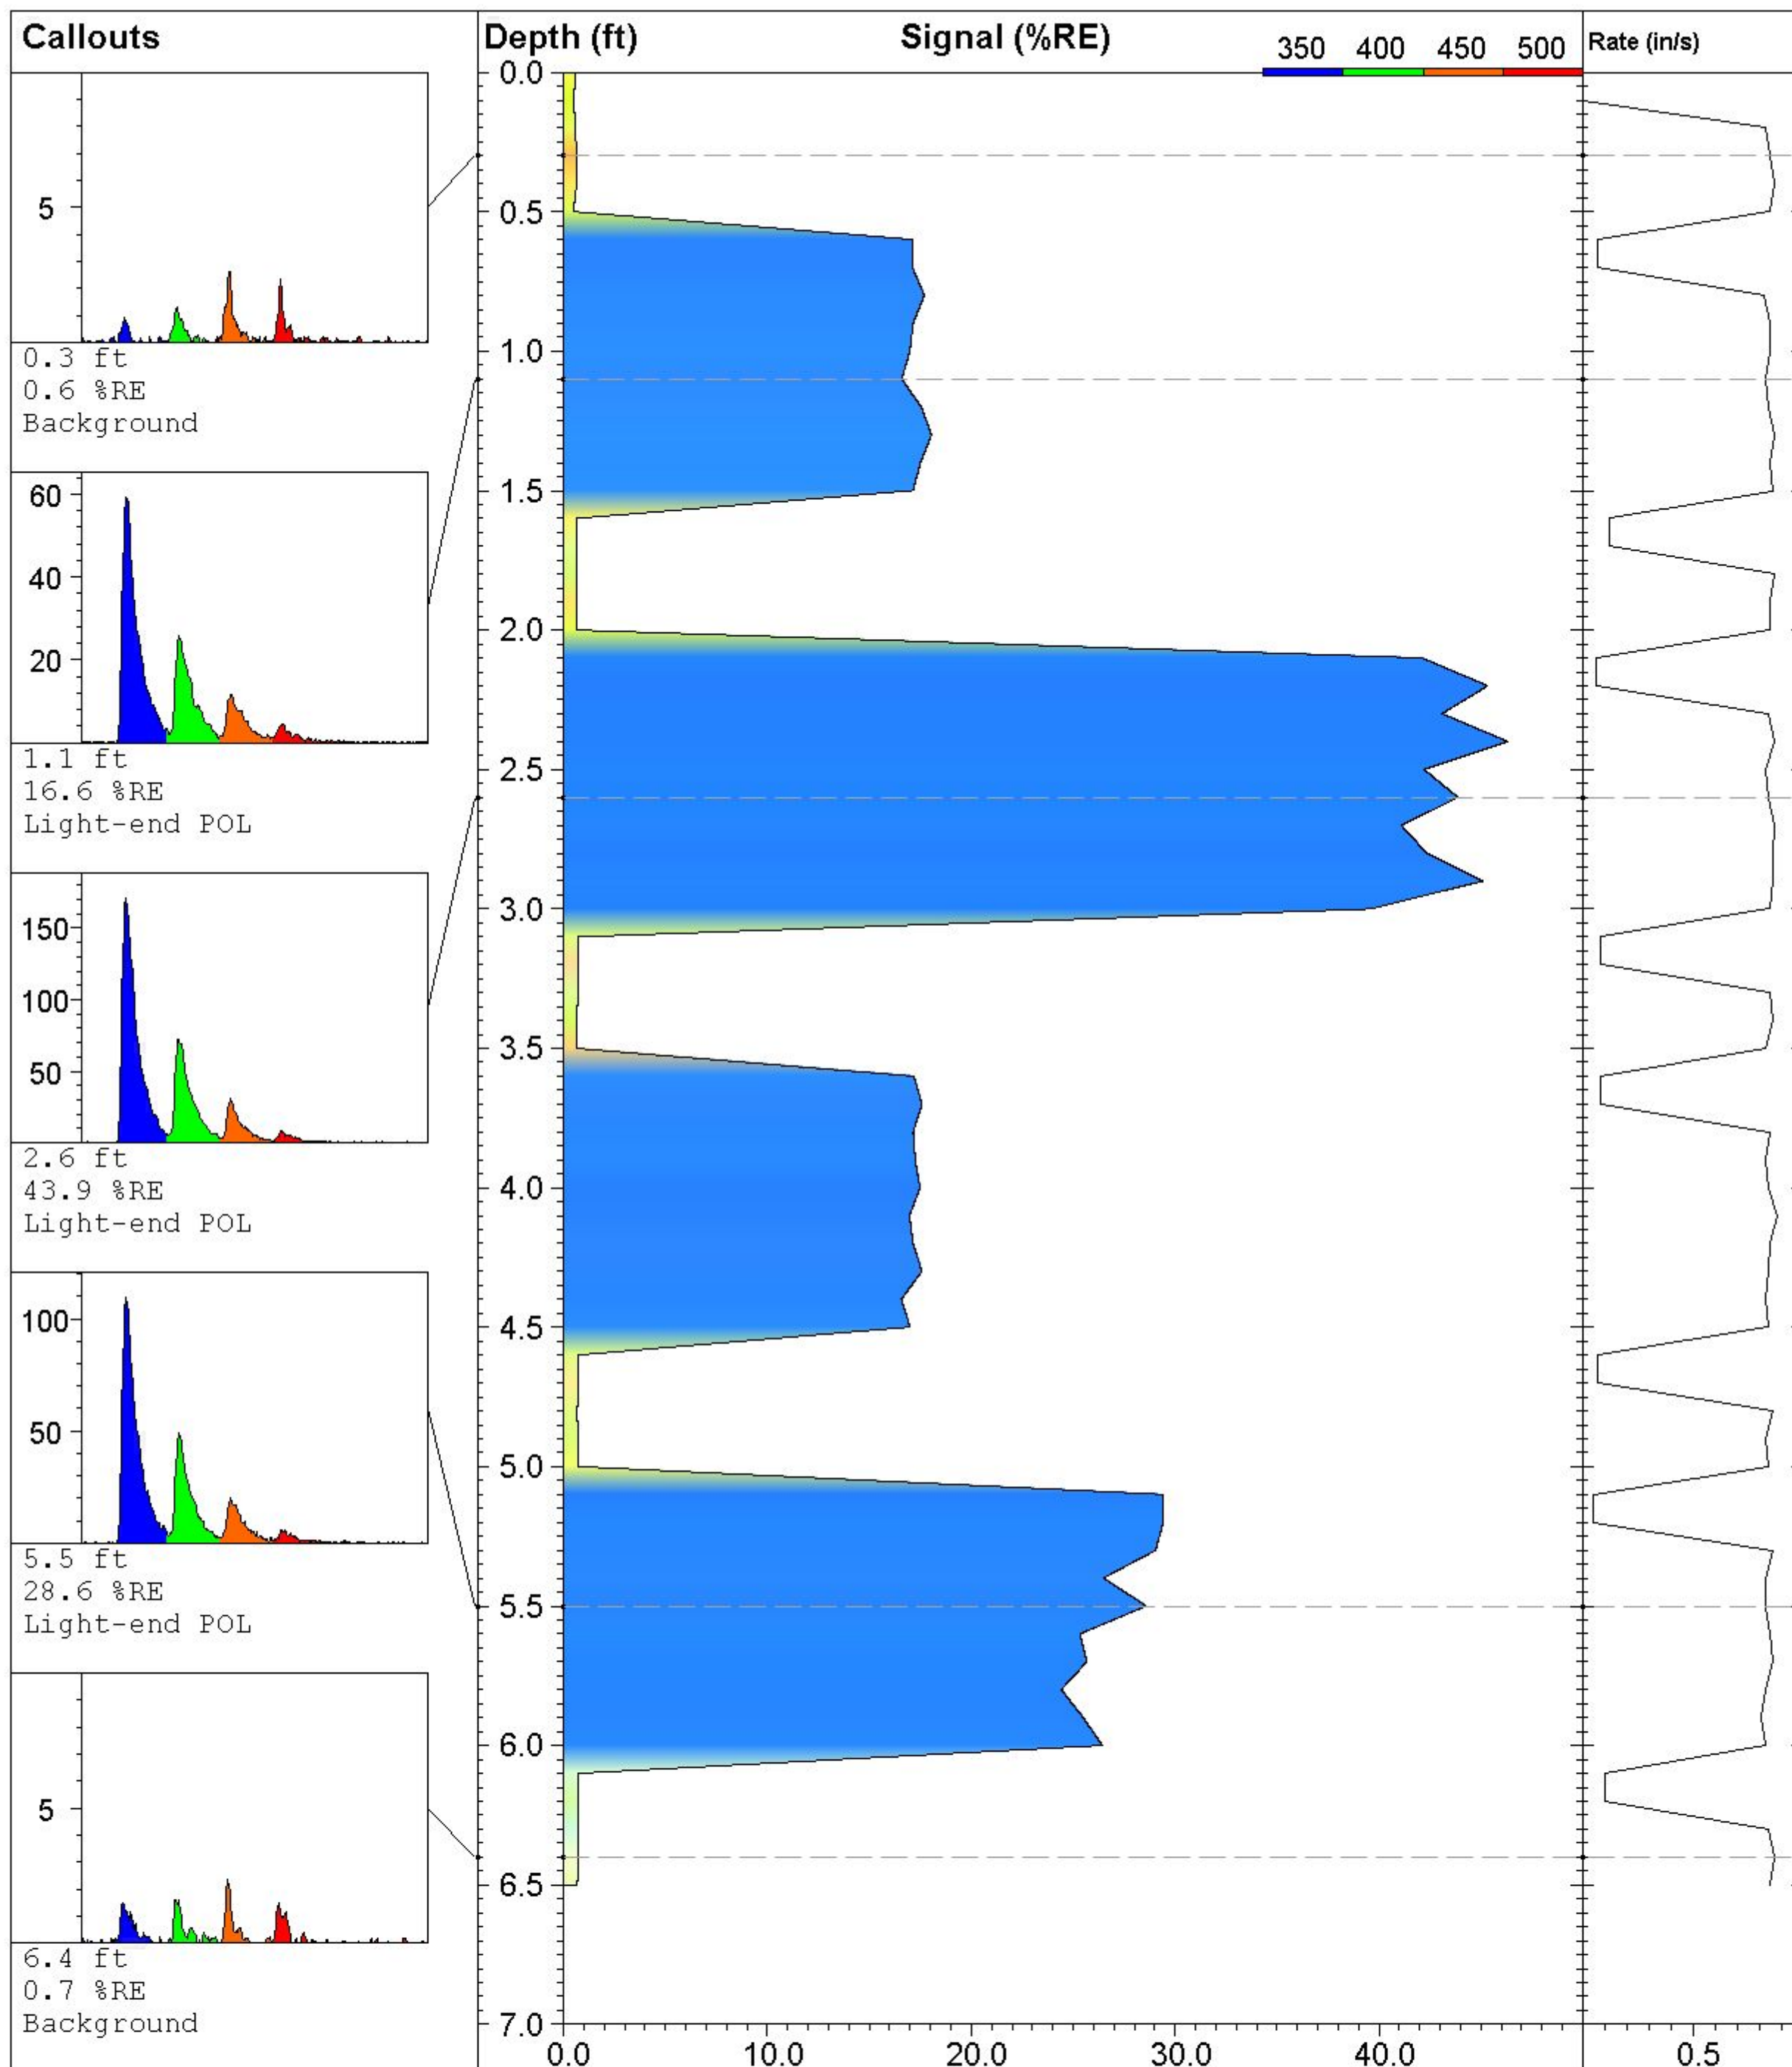 Callouts
Depth (ft)
Signal (%RE)
350 400 450 500
Rate (in/s)
5
0.3 ft
0.6 %RE
Background
60
40
20
1.1 ft
16.6 %RE
Light-end POL
150
100
50
2.6 ft
43.9 %RE
Light-end POL
100
50
5.5 ft
28.6 %RE
Light-end POL
5
6.4 ft
0.7 %RE
Background
0.0
0.5
1.0
1.5
2.0
2.5
3.0
3.5
4.0
4.5
5.0
5.5
6.0
6.5
7.0
0.0 10.0 20.0 30.0 40.0
0.5